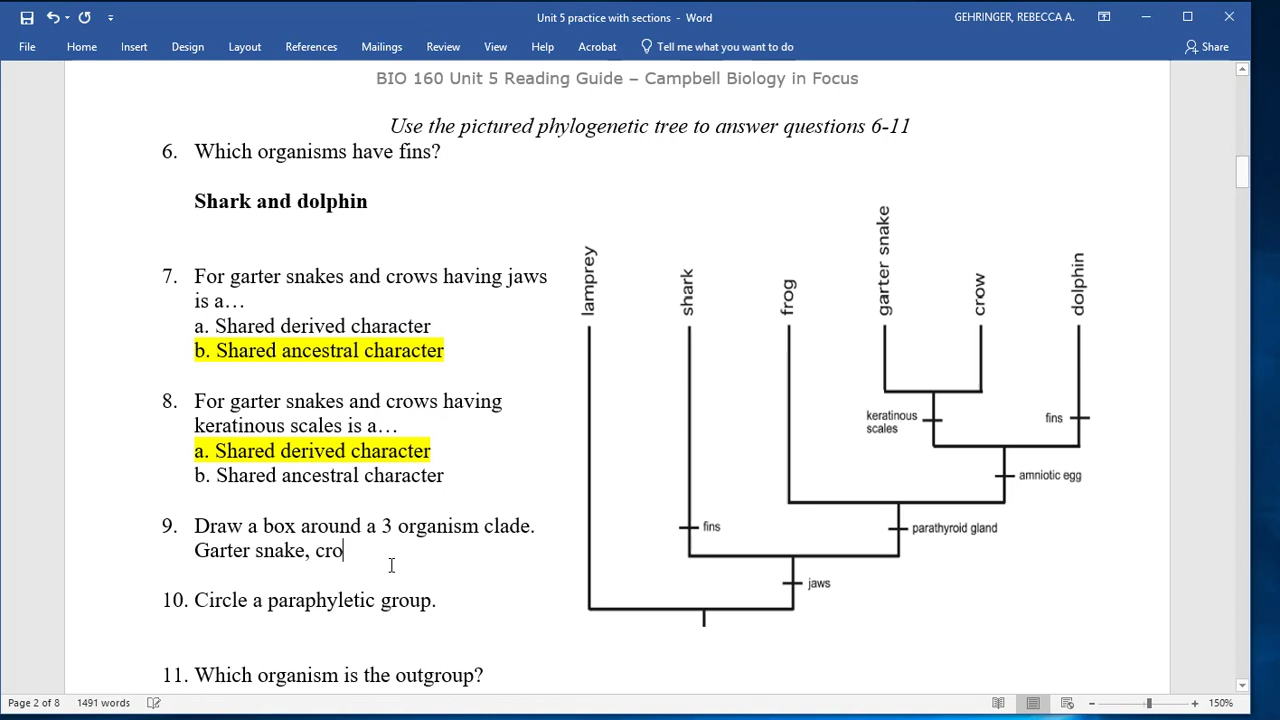 Unit 5 practice with sections - Word
GEHRINGER, REBECCA A.
File Home Insert Design Layout References Mailings Review View Help Acrobat Tell me what you want to do Share
BIO 160 Unit 5 Reading Guide – Campbell Biology in Focus
Use the pictured phylogenetic tree to answer questions 6-11
6. Which organisms have fins?
Shark and dolphin
7. For garter snakes and crows having jaws
is a…
a. Shared derived character
b. Shared ancestral character
8. For garter snakes and crows having
keratinous scales is a…
a. Shared derived character
b. Shared ancestral character
9. Draw a box around a 3 organism clade.
Garter snake, cro
10. Circle a paraphyletic group.
11. Which organism is the outgroup?
lamprey
shark
frog
garter snake
crow
dolphin
keratinous
scales
fins
amniotic egg
fins
parathyroid gland
jaws
Page 2 of 8 1491 words
150%